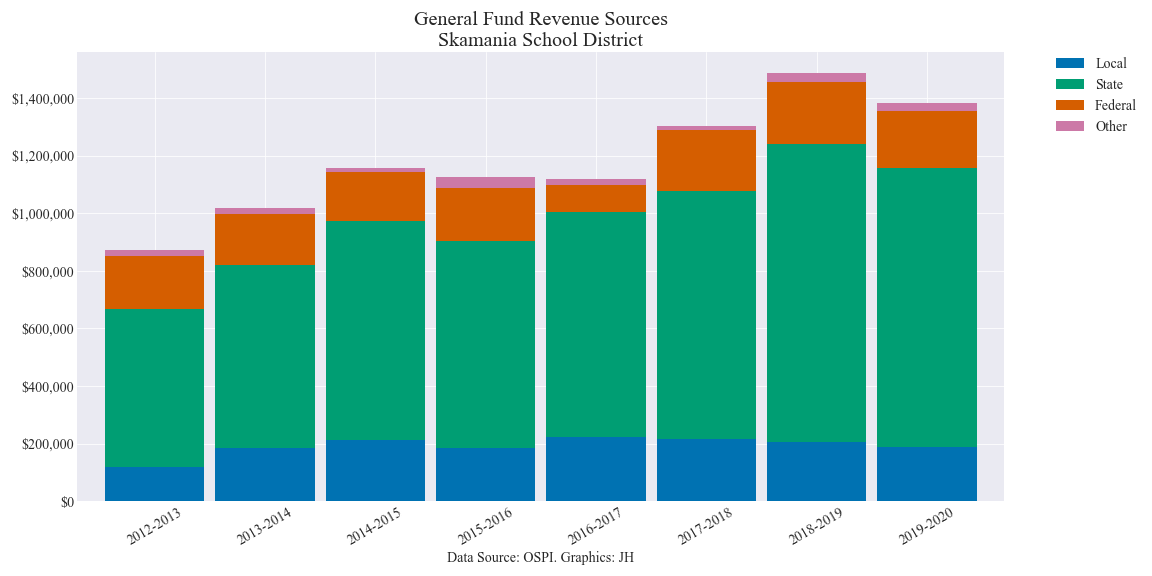 General Fund Revenue Sources
Skamania School District
Local
State
Federal
Other
$1,400,000
$1,200,000
$1,000,000
$800,000
$600,000
$400,000
$200,000
$0
2012-2013
2013-2014
2014-2015
2015-2016
2016-2017
2017-2018
2018-2019
2019-2020
Data Source: OSPI. Graphics: JH